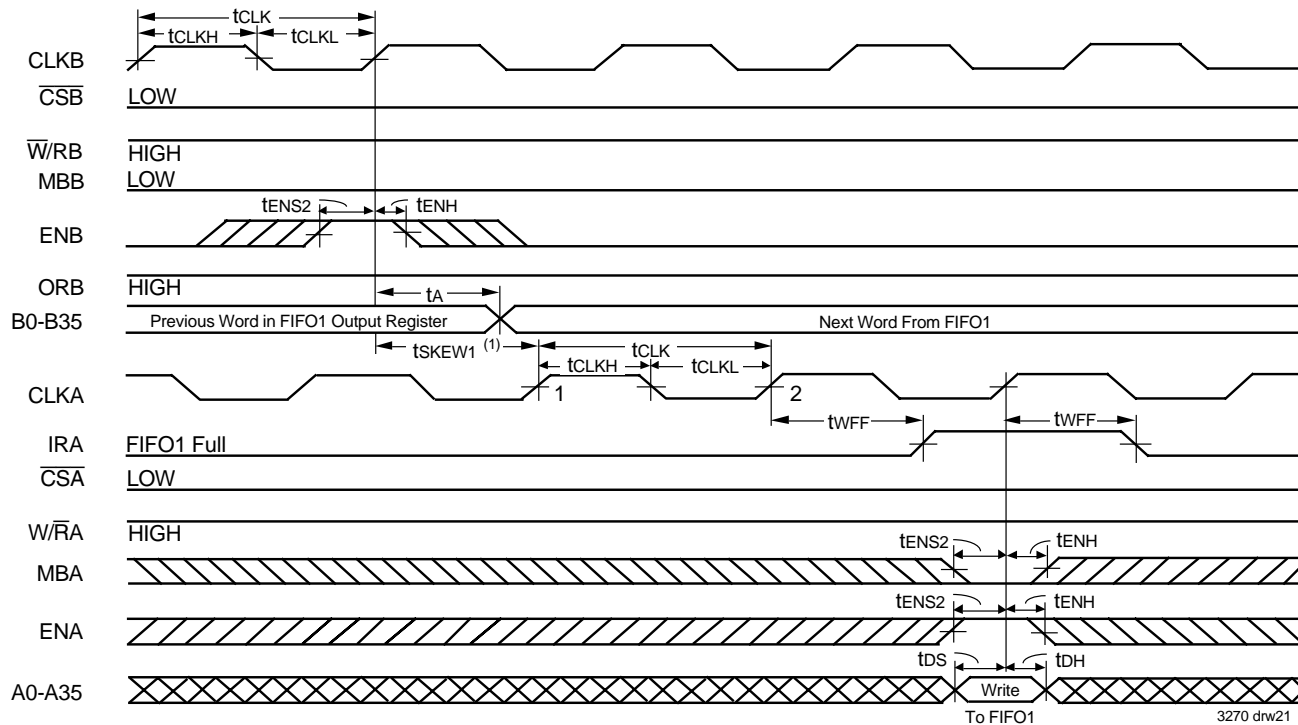 tCLK
tCLKH tCLKL
CLKB
CSB LOW
W/RB HIGH
MBB LOW
tENS2 tENH
ENB
ORB HIGH
tA
B0-B35 Previous Word in FIFO1 Output Register Next Word From FIFO1
tSKEW1 (1) tCLK
tCLKH tCLKL
CLKA 1 2
tWFF tWFF
IRA FIFO1 Full
CSA LOW
W/RA HIGH
tENS2 tENH
MBA
tENS2 tENH
ENA
tDS tDH
A0-A35 Write
To FIFO1 3270 drw21